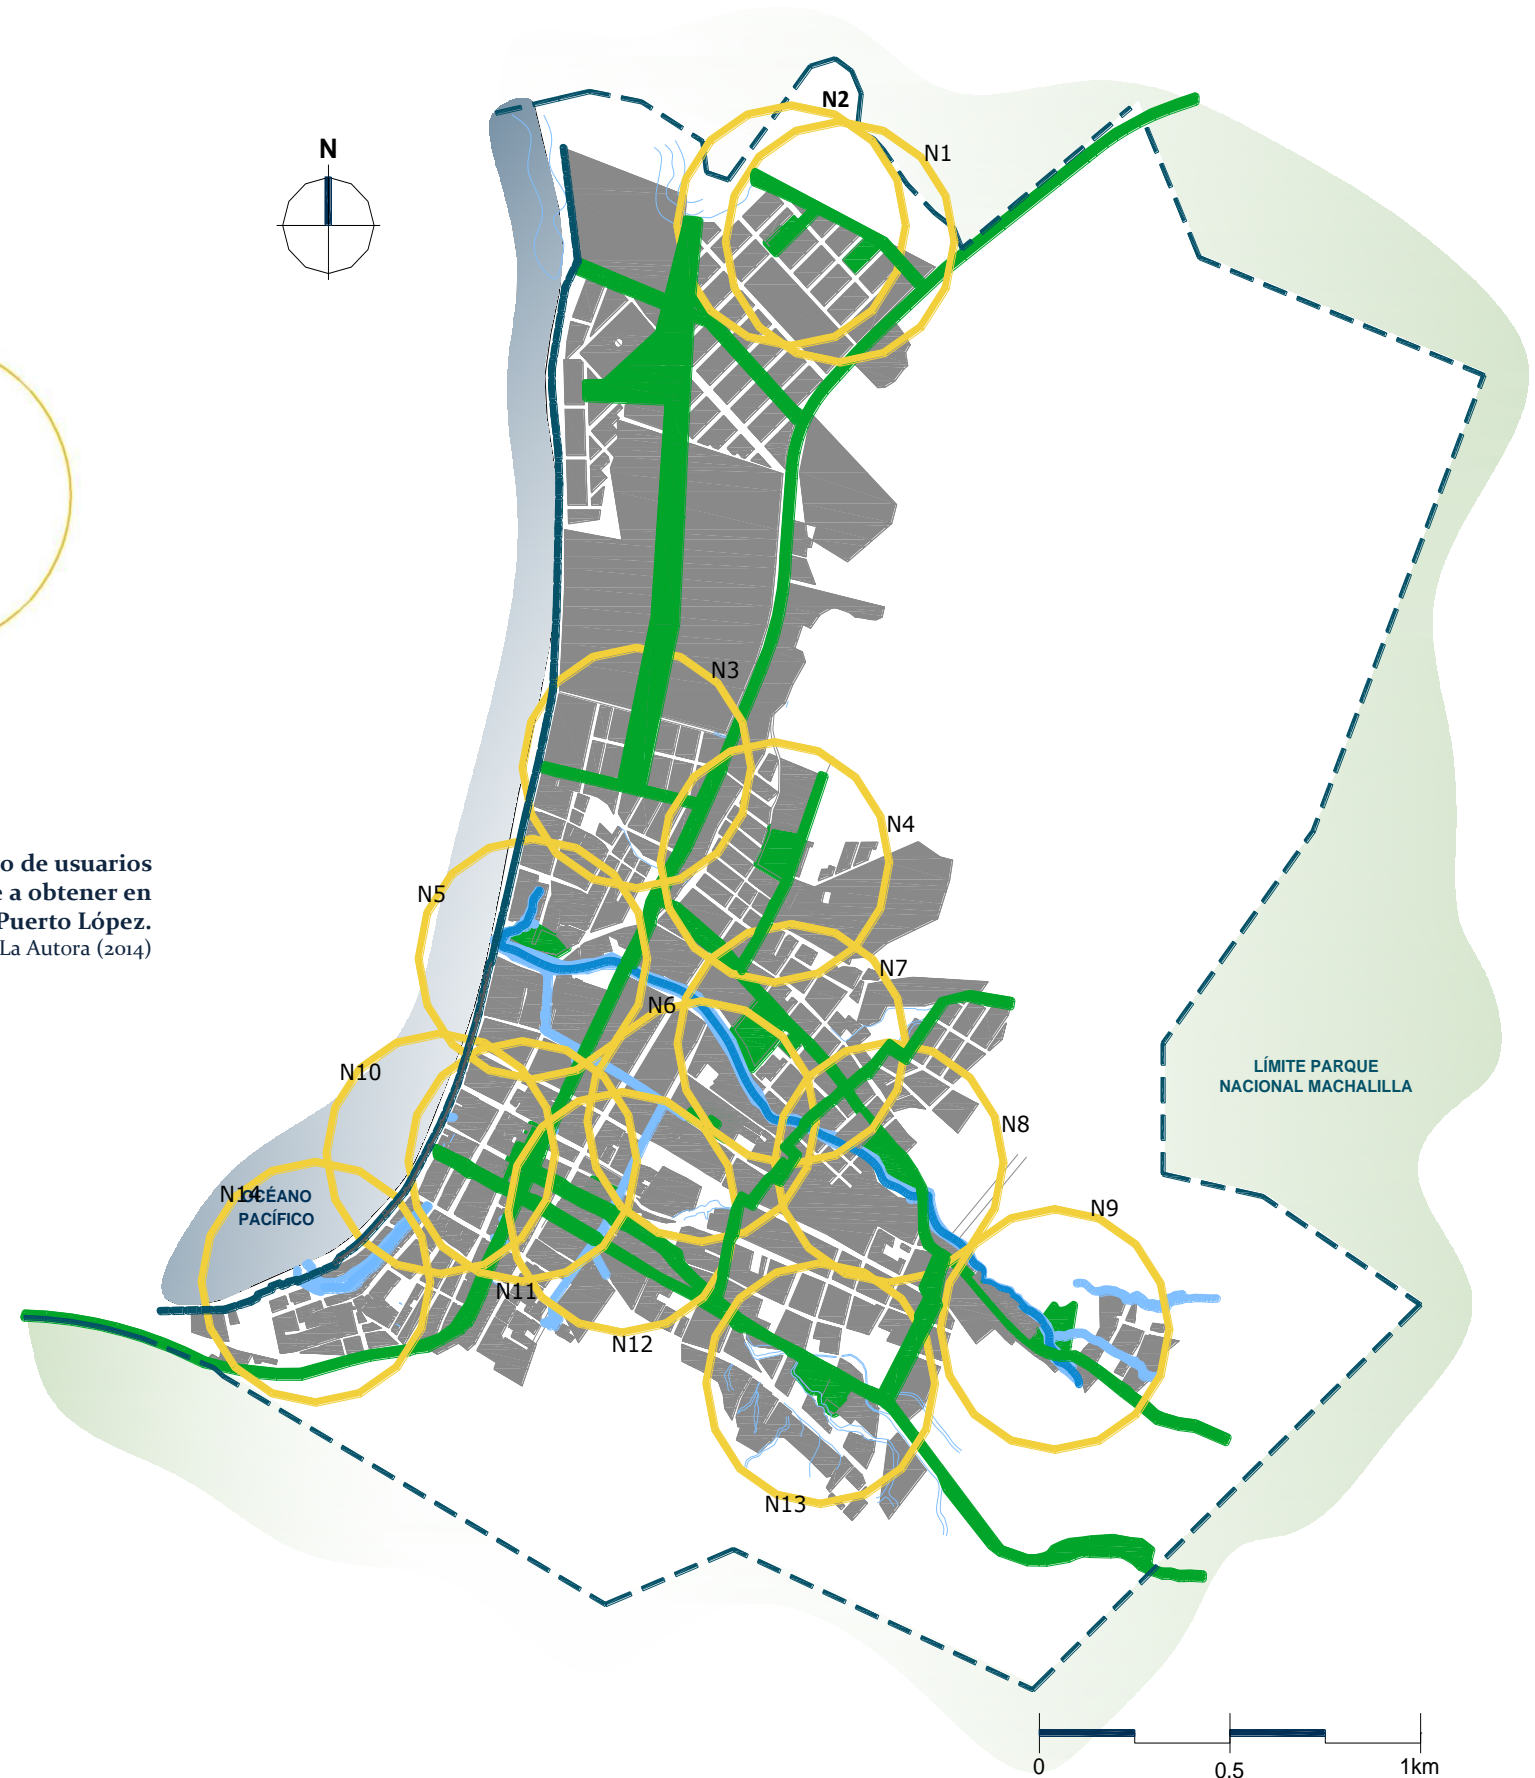 N2
N
N1
N3
N4
o de usuarios
e a obtener en
Puerto López.
La Autora (2014)
N5
N7
N6
N10
LÍMITE PARQUE
NACIONAL MACHALILLA
N8
N14
OCÉANO
PACÍFICO
N9
N11
N12
N13
0
0.5
1km